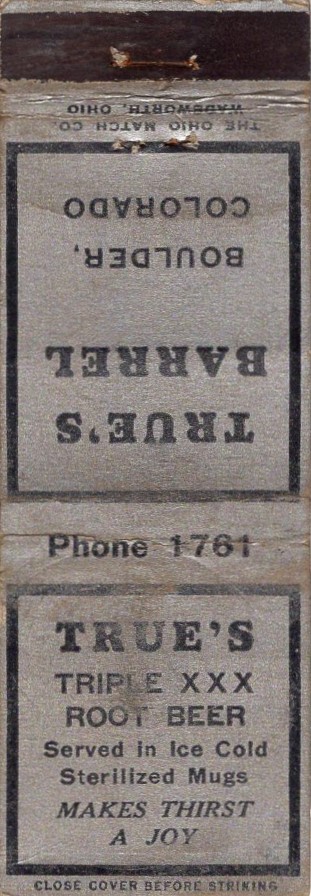 THE OHIO MATCH CO.
WADSWORTH, OHIO
TRUE'S
BARREL
BOULDER,
COLORADO
Phone 1761
TRUE'S
TRIPLE XXX
ROOT BEER
Served in Ice Cold
Sterilized Mugs
MAKES THIRST
A JOY
CLOSE COVER BEFORE STRIKING